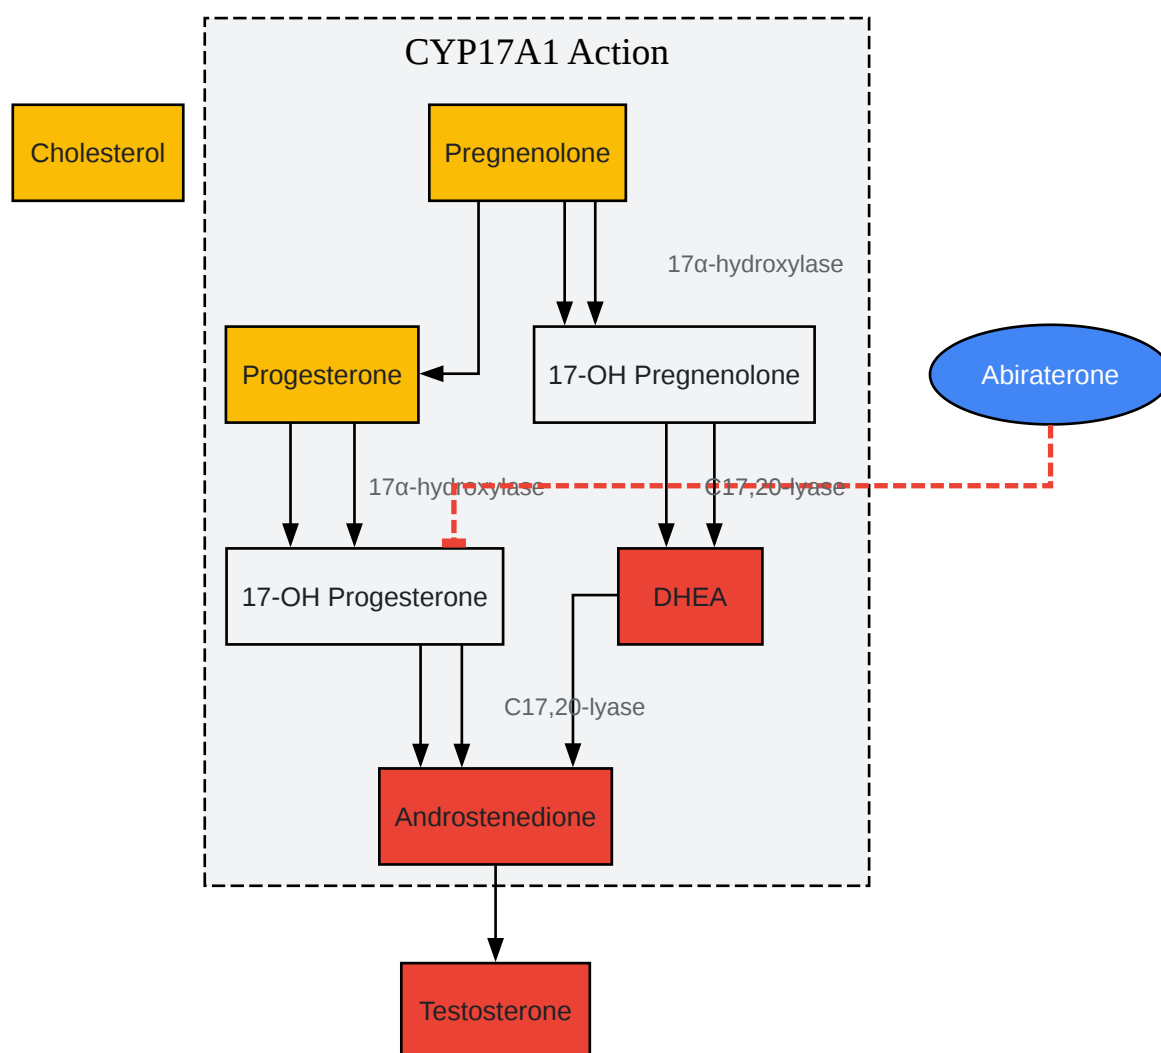 CYP17A1 Action
Cholesterol
Pregnenolone
17α-hydroxylase
Progesterone
17-OH Pregnenolone
Abiraterone
17α-hydroxylase
C17,20-lyase
17-OH Progesterone
DHEA
C17,20-lyase
Androstenedione
Testosterone